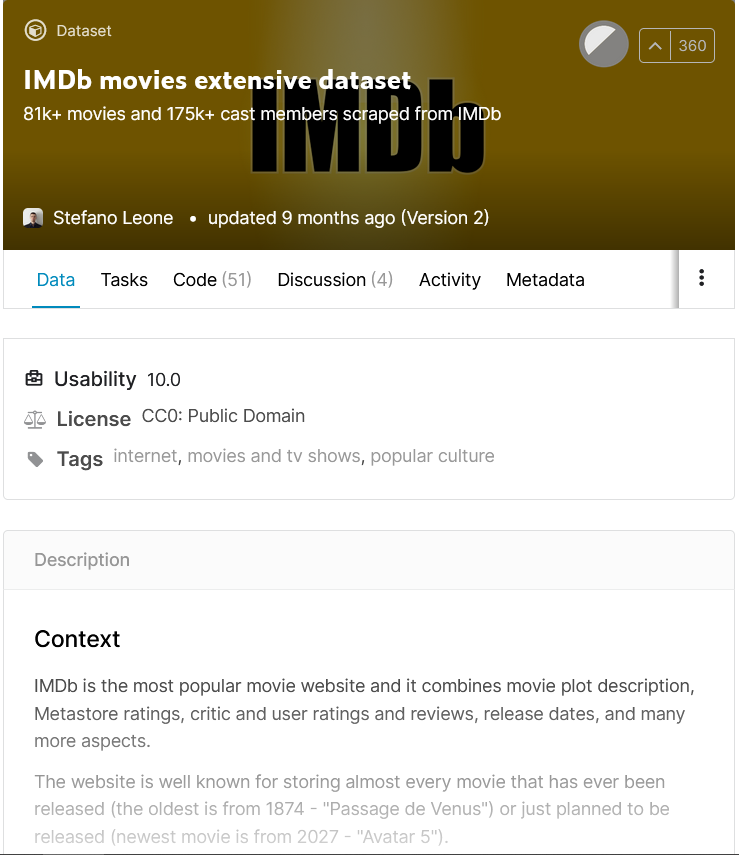 Dataset
360
IMDb movies extensive dataset
81k+ movies and 175k+ cast members scraped from IMDb
IMDb
Stefano Leone • updated 9 months ago (Version 2)
Data Tasks Code (51) Discussion (4) Activity Metadata
Usability 10.0
License CC0: Public Domain
Tags internet, movies and tv shows, popular culture
Description
Context
IMDb is the most popular movie website and it combines movie plot description,
Metastore ratings, critic and user ratings and reviews, release dates, and many
more aspects.
The website is well known for storing almost every movie that has ever been
released (the oldest is from 1874 - "Passage de Venus") or just planned to be
released (newest movie is from 2027 - "Avatar 5").